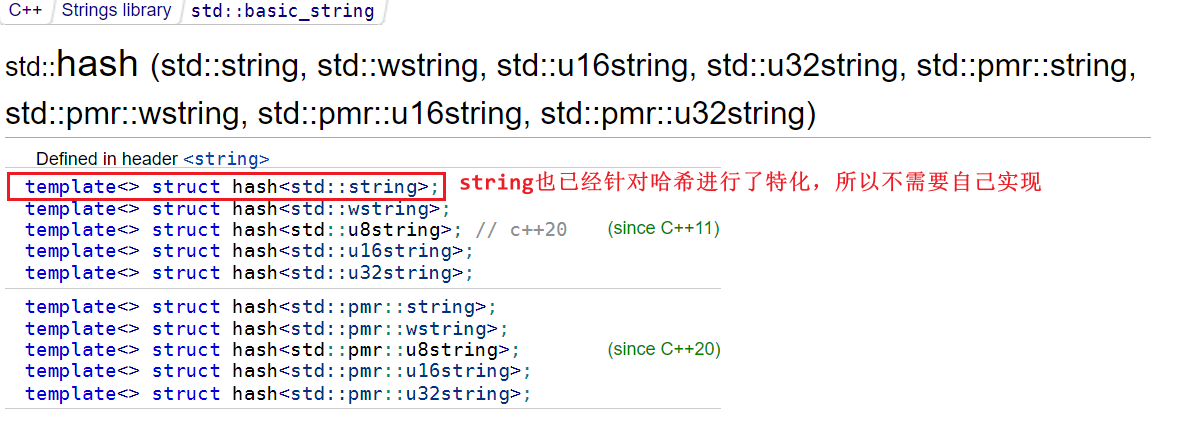 C++ Strings library std::basic_string
std::hash (std::string, std::wstring, std::u16string, std::u32string, std::pmr::string,
std::pmr::wstring, std::pmr::u16string, std::pmr::u32string)
Defined in header <string>
template<> struct hash<std::string>; string也已经针对哈希进行了特化，所以不需要自己实现
template<> struct hash<std::wstring>;
template<> struct hash<std::u8string>; // c++20 (since C++11)
template<> struct hash<std::u16string>;
template<> struct hash<std::u32string>;
template<> struct hash<std::pmr::string>;
template<> struct hash<std::pmr::wstring>;
template<> struct hash<std::pmr::u8string>; (since C++20)
template<> struct hash<std::pmr::u16string>;
template<> struct hash<std::pmr::u32string>;